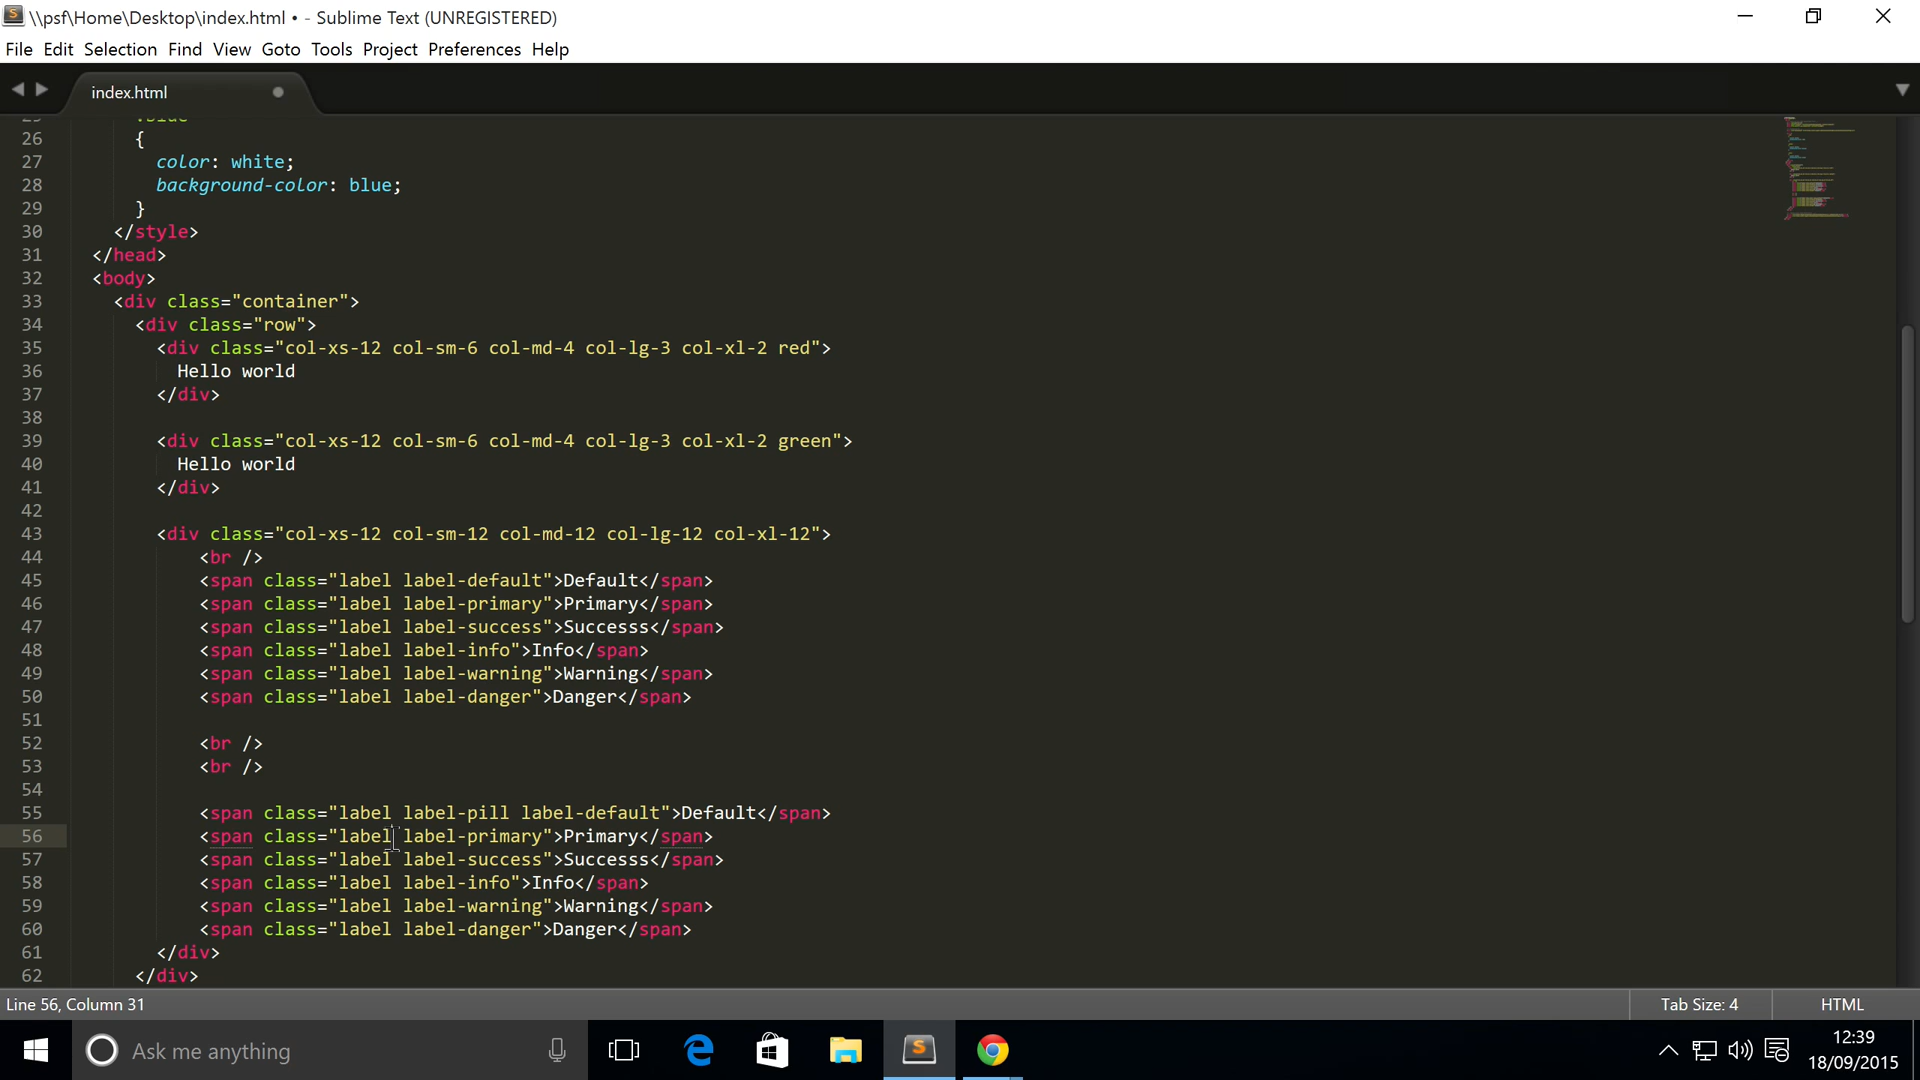 \\psf\Home\Desktop\index.html • - Sublime Text (UNREGISTERED)
File Edit Selection Find View Goto Tools Project Preferences Help
index.html
25 .blue
26 {
27 color: white;
28 background-color: blue;
29 }
30 </style>
31 </head>
32 <body>
33 <div class="container">
34 <div class="row">
35 <div class="col-xs-12 col-sm-6 col-md-4 col-lg-3 col-xl-2 red">
36 Hello world
37 </div>
38
39 <div class="col-xs-12 col-sm-6 col-md-4 col-lg-3 col-xl-2 green">
40 Hello world
41 </div>
42
43 <div class="col-xs-12 col-sm-12 col-md-12 col-lg-12 col-xl-12">
44 <br />
45 <span class="label label-default">Default</span>
46 <span class="label label-primary">Primary</span>
47 <span class="label label-success">Successs</span>
48 <span class="label label-info">Info</span>
49 <span class="label label-warning">Warning</span>
50 <span class="label label-danger">Danger</span>
51
52 <br />
53 <br />
54
55 <span class="label label-pill label-default">Default</span>
56 <span class="label label-primary">Primary</span>
57 <span class="label label-success">Successs</span>
58 <span class="label label-info">Info</span>
59 <span class="label label-warning">Warning</span>
60 <span class="label label-danger">Danger</span>
61 </div>
62 </div>
Line 56, Column 31 Tab Size: 4 HTML
Ask me anything
12:39
18/09/2015